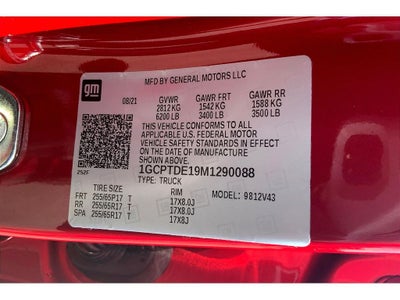 gm
MFD BY GENERAL MOTORS LLC
08/21 GVWR GAWR FRT GAWR RR
2812 KG 1542 KG 1588 KG
6200 LB 3400 LB 3500 LB
THIS VEHICLE CONFORMS TO ALL
APPLICABLE U.S. FEDERAL MOTOR
VEHICLE SAFETY STANDARDS IN EFFECT
ON THE DATE OF MANUFACTURE SHOWN ABOVE.
252F 1GCPTDE19M1290088
TYPE: TRUCK
TIRE SIZE RIM MODEL: 9812V43
FRT 255/65R17 T 17X8.0J
RR 255/65R17 T 17X8.0J
SPA 255/65R17 T 17X8J